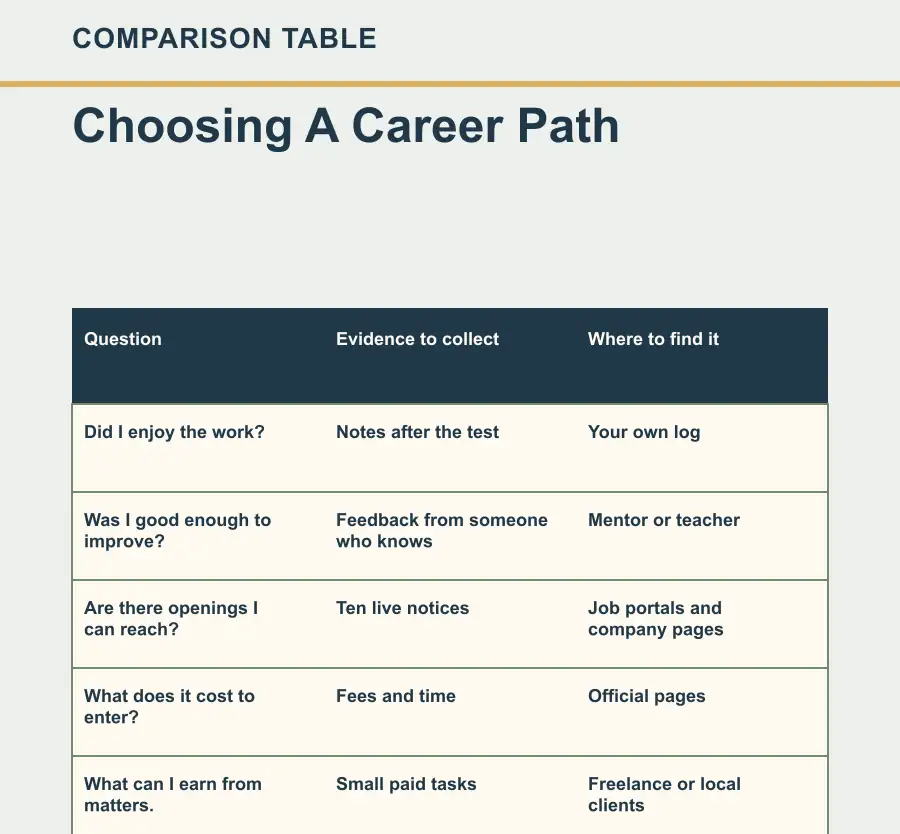 COMPARISON TABLE
Choosing A Career Path
Question
Evidence to collect
Where to find it
Did I enjoy the work?
Notes after the test
Your own log
Was I good enough to
improve?
Feedback from someone
who knows
Mentor or teacher
Are there openings I
can reach?
Ten live notices
Job portals and
company pages
What does it cost to
enter?
Fees and time
Official pages
What can I earn from
matters.
Small paid tasks
Freelance or local
clients